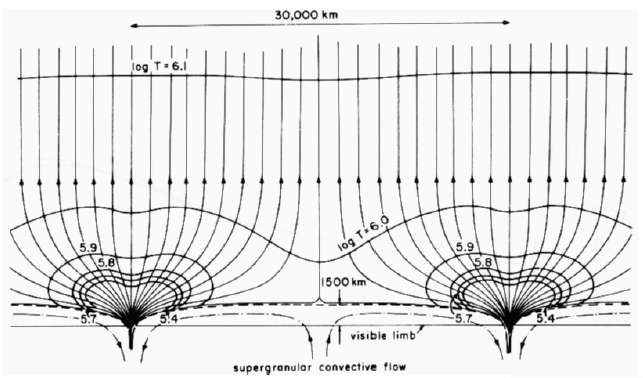 30,000 km
log T = 6.1
log T = 6.0
5.9
5.8
5.7
5.4
5.9
5.8
5.7
5.4
1500 km
visible limb
supergranular convective flow